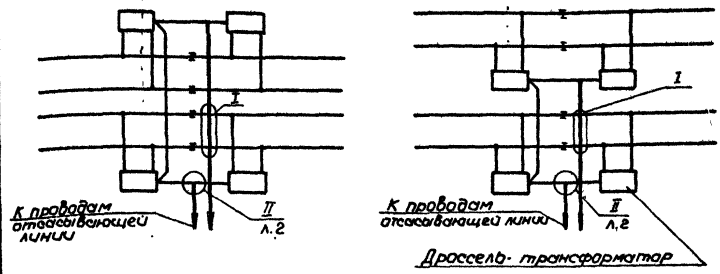 I
К проводам
отсасывающей
линии
II
л.2
I
К проводам
отсасывающей линии
II
л.2
Дроссель-трансформатор